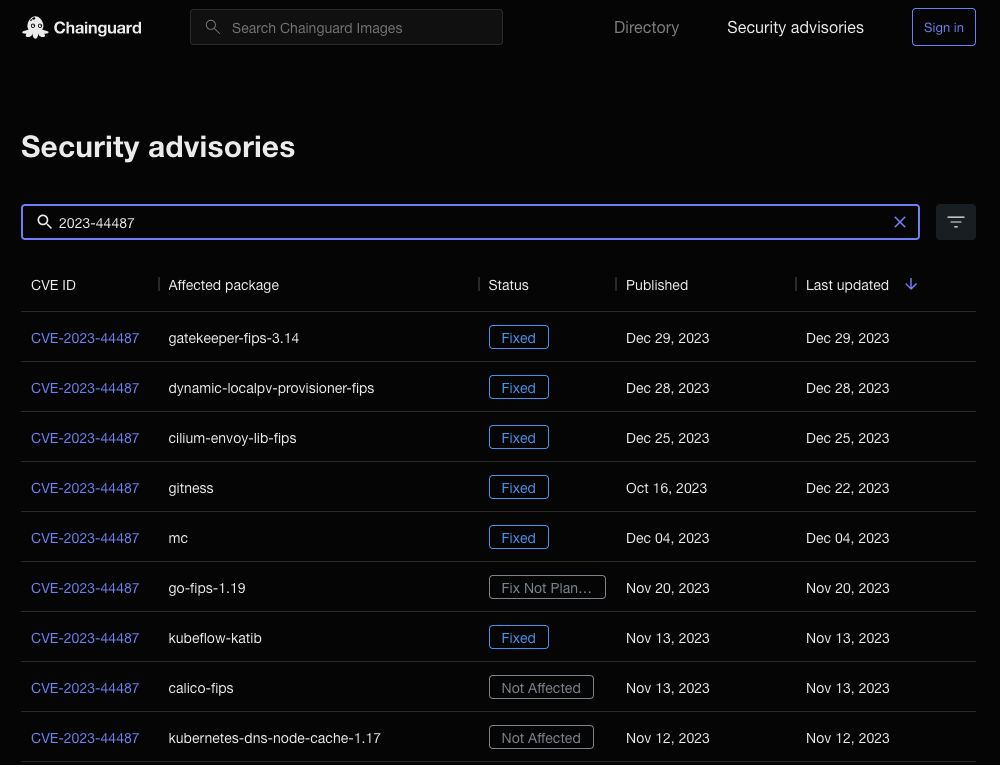 Chainguard Search Chainguard Images Directory Security advisories Sign in
Security advisories
2023-44487
CVE ID Affected package Status Published Last updated
CVE-2023-44487 gatekeeper-fips-3.14 Fixed Dec 29, 2023 Dec 29, 2023
CVE-2023-44487 dynamic-localpv-provisioner-fips Fixed Dec 28, 2023 Dec 28, 2023
CVE-2023-44487 cilium-envoy-lib-fips Fixed Dec 25, 2023 Dec 25, 2023
CVE-2023-44487 gitness Fixed Oct 16, 2023 Dec 22, 2023
CVE-2023-44487 mc Fixed Dec 04, 2023 Dec 04, 2023
CVE-2023-44487 go-fips-1.19 Fix Not Plan... Nov 20, 2023 Nov 20, 2023
CVE-2023-44487 kubeflow-katib Fixed Nov 13, 2023 Nov 13, 2023
CVE-2023-44487 calico-fips Not Affected Nov 13, 2023 Nov 13, 2023
CVE-2023-44487 kubernetes-dns-node-cache-1.17 Not Affected Nov 12, 2023 Nov 12, 2023